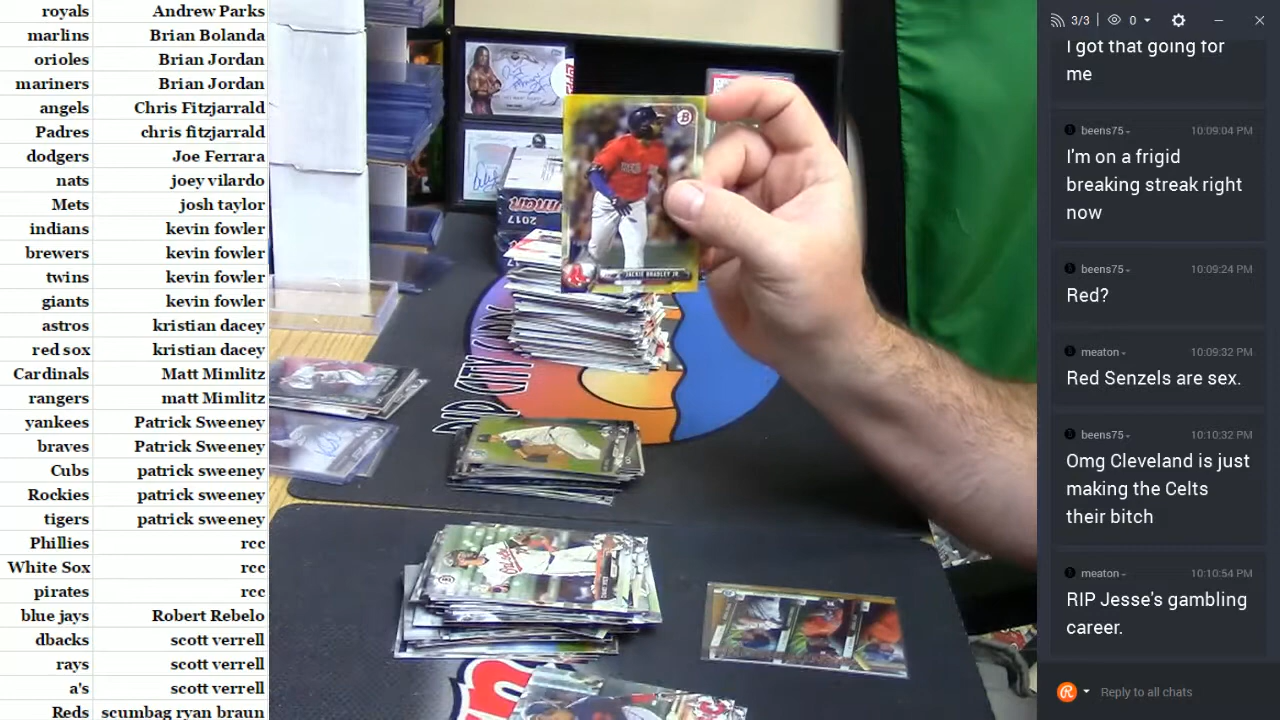 royals Andrew Parks
marlins Brian Bolanda
orioles Brian Jordan
mariners Brian Jordan
angels Chris Fitzjarrald
Padres chris fitzjarrald
dodgers Joe Ferrara
nats joey vilardo
Mets josh taylor
indians kevin fowler
brewers kevin fowler
twins kevin fowler
giants kevin fowler
astros kristian dacey
red sox kristian dacey
Cardinals Matt Mimlitz
rangers matt Mimlitz
yankees Patrick Sweeney
braves Patrick Sweeney
Cubs patrick sweeney
Rockies patrick sweeney
tigers patrick sweeney
Phillies rcc
White Sox rcc
pirates rcc
blue jays Robert Rebelo
dbacks scott verrell
rays scott verrell
a's scott verrell
Reds scumbag ryan braun
2017
B
JACKIE BRADLEY JR.
RIP CITY
3/3 0
I got that going for
me
beens75 10:09:04 PM
I'm on a frigid
breaking streak right
now
beens75 10:09:24 PM
Red?
meaton 10:09:32 PM
Red Senzels are sex.
beens75 10:10:32 PM
Omg Cleveland is just
making the Celts
their bitch
meaton 10:10:54 PM
RIP Jesse's gambling
career.
Reply to all chats